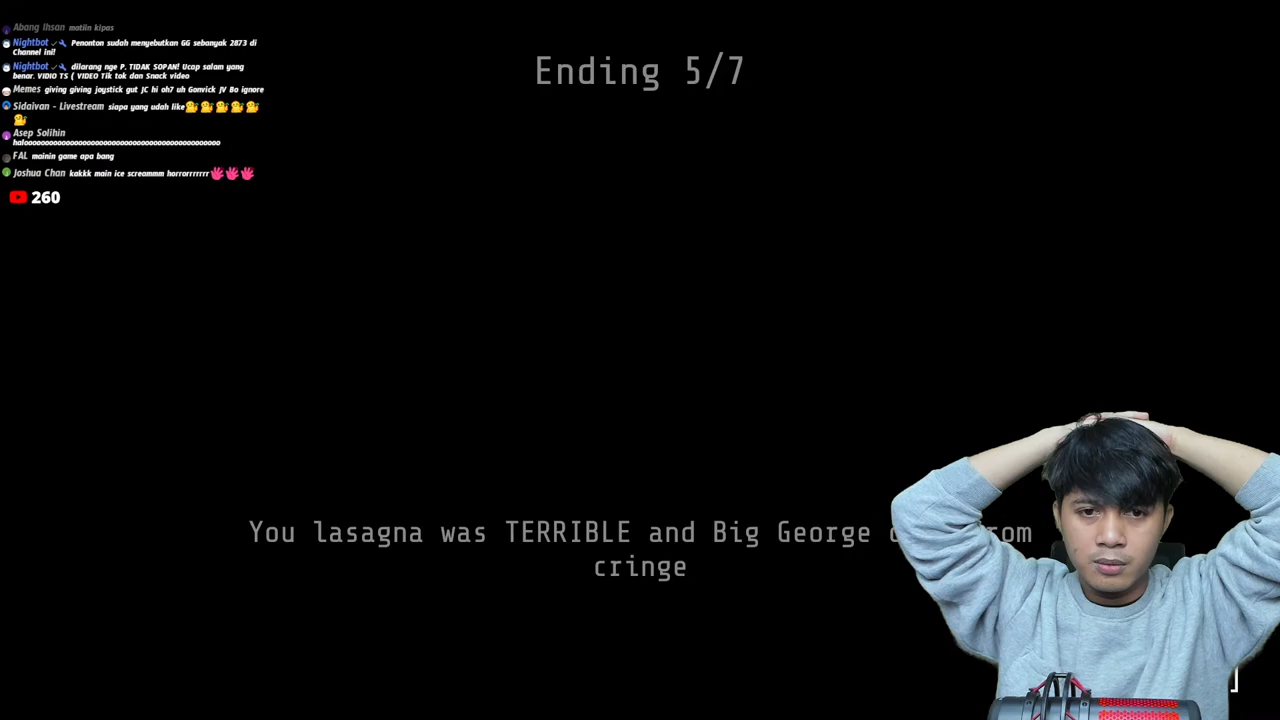 Abang Ihsan matiin kipas
Nightbot Penonton sudah menyebutkan GG sebanyak 2873 di
Channel ini!
Nightbot dilarang nge P. TIDAK SOPAN! Ucap salam yang
benar. VIDIO TS ( VIDEO Tik tok dan Snack video
Memes giving giving joystick gut JC hi oh7 uh Gonvick JV Bo ignore
Sidaivan - Livestream siapa yang udah like
Asep Solihin
FAL mainin game apa bang
Joshua Chan kakkk main ice screammm horrorrrrrr
260
Ending 5/7
You lasagna was TERRIBLE and Big George
cringe
]